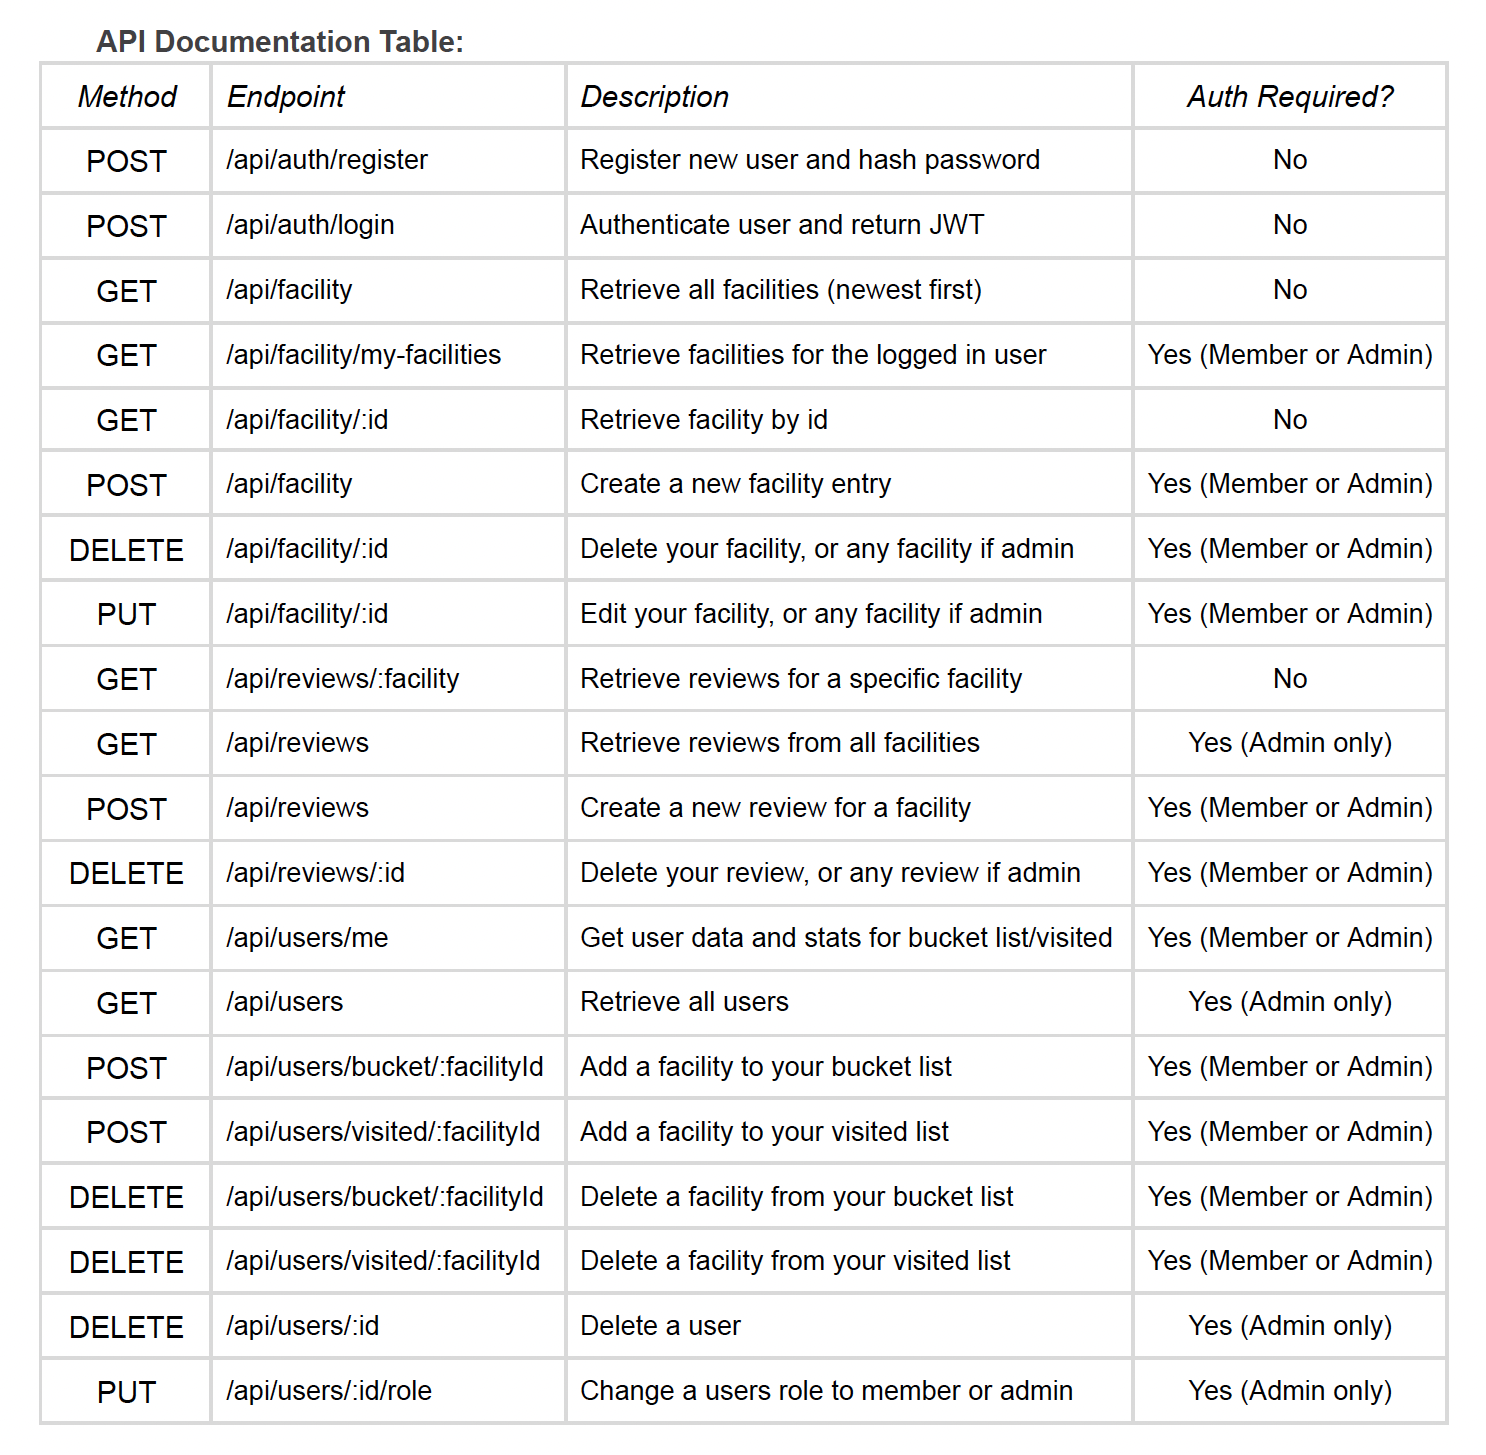 API Documentation Table:
Method Endpoint Description Auth Required?
POST /api/auth/register Register new user and hash password No
POST /api/auth/login Authenticate user and return JWT No
GET /api/facility Retrieve all facilities (newest first) No
GET /api/facility/my-facilities Retrieve facilities for the logged in user Yes (Member or Admin)
GET /api/facility/:id Retrieve facility by id No
POST /api/facility Create a new facility entry Yes (Member or Admin)
DELETE /api/facility/:id Delete your facility, or any facility if admin Yes (Member or Admin)
PUT /api/facility/:id Edit your facility, or any facility if admin Yes (Member or Admin)
GET /api/reviews/:facility Retrieve reviews for a specific facility No
GET /api/reviews Retrieve reviews from all facilities Yes (Admin only)
POST /api/reviews Create a new review for a facility Yes (Member or Admin)
DELETE /api/reviews/:id Delete your review, or any review if admin Yes (Member or Admin)
GET /api/users/me Get user data and stats for bucket list/visited Yes (Member or Admin)
GET /api/users Retrieve all users Yes (Admin only)
POST /api/users/bucket/:facilityId Add a facility to your bucket list Yes (Member or Admin)
POST /api/users/visited/:facilityId Add a facility to your visited list Yes (Member or Admin)
DELETE /api/users/bucket/:facilityId Delete a facility from your bucket list Yes (Member or Admin)
DELETE /api/users/visited/:facilityId Delete a facility from your visited list Yes (Member or Admin)
DELETE /api/users/:id Delete a user Yes (Admin only)
PUT /api/users/:id/role Change a users role to member or admin Yes (Admin only)